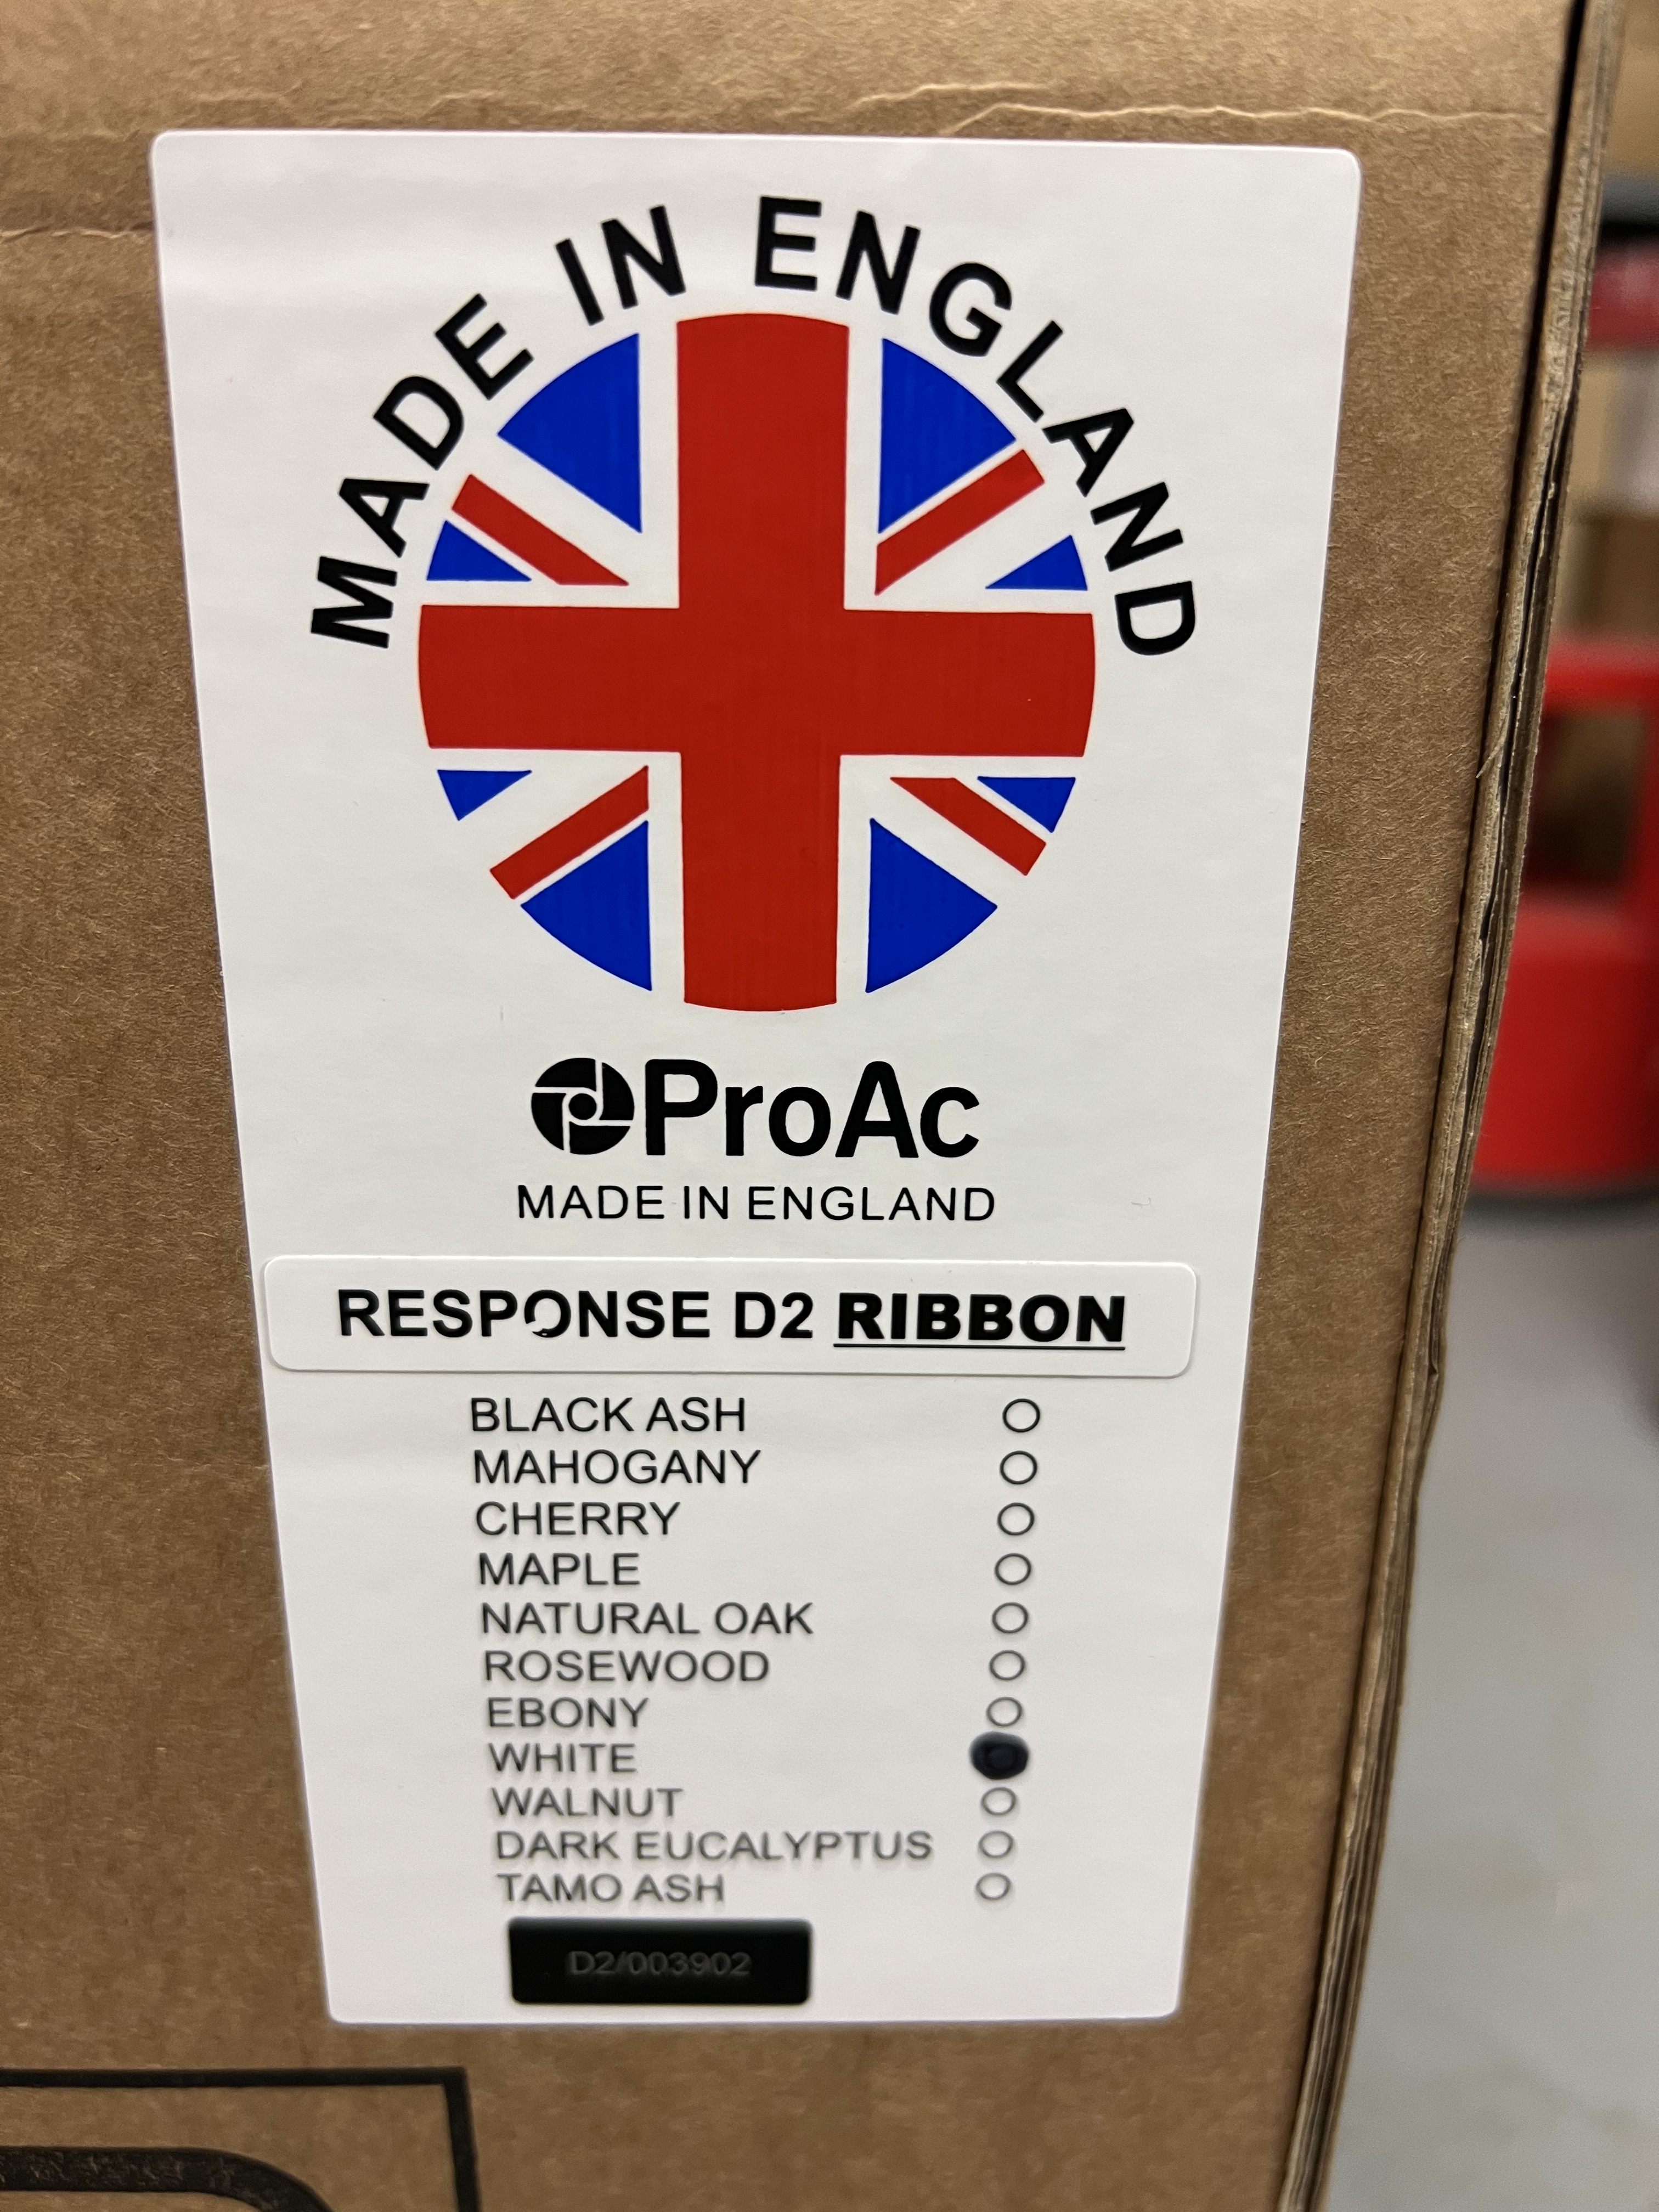 MADE IN ENGLAND
ProAc
MADE IN ENGLAND
RESPONSE D2 RIBBON
BLACK ASH
MAHOGANY
CHERRY
MAPLE
NATURAL OAK
ROSEWOOD
EBONY
WHITE
WALNUT
DARK EUCALYPTUS
TAMO ASH
D2/003902